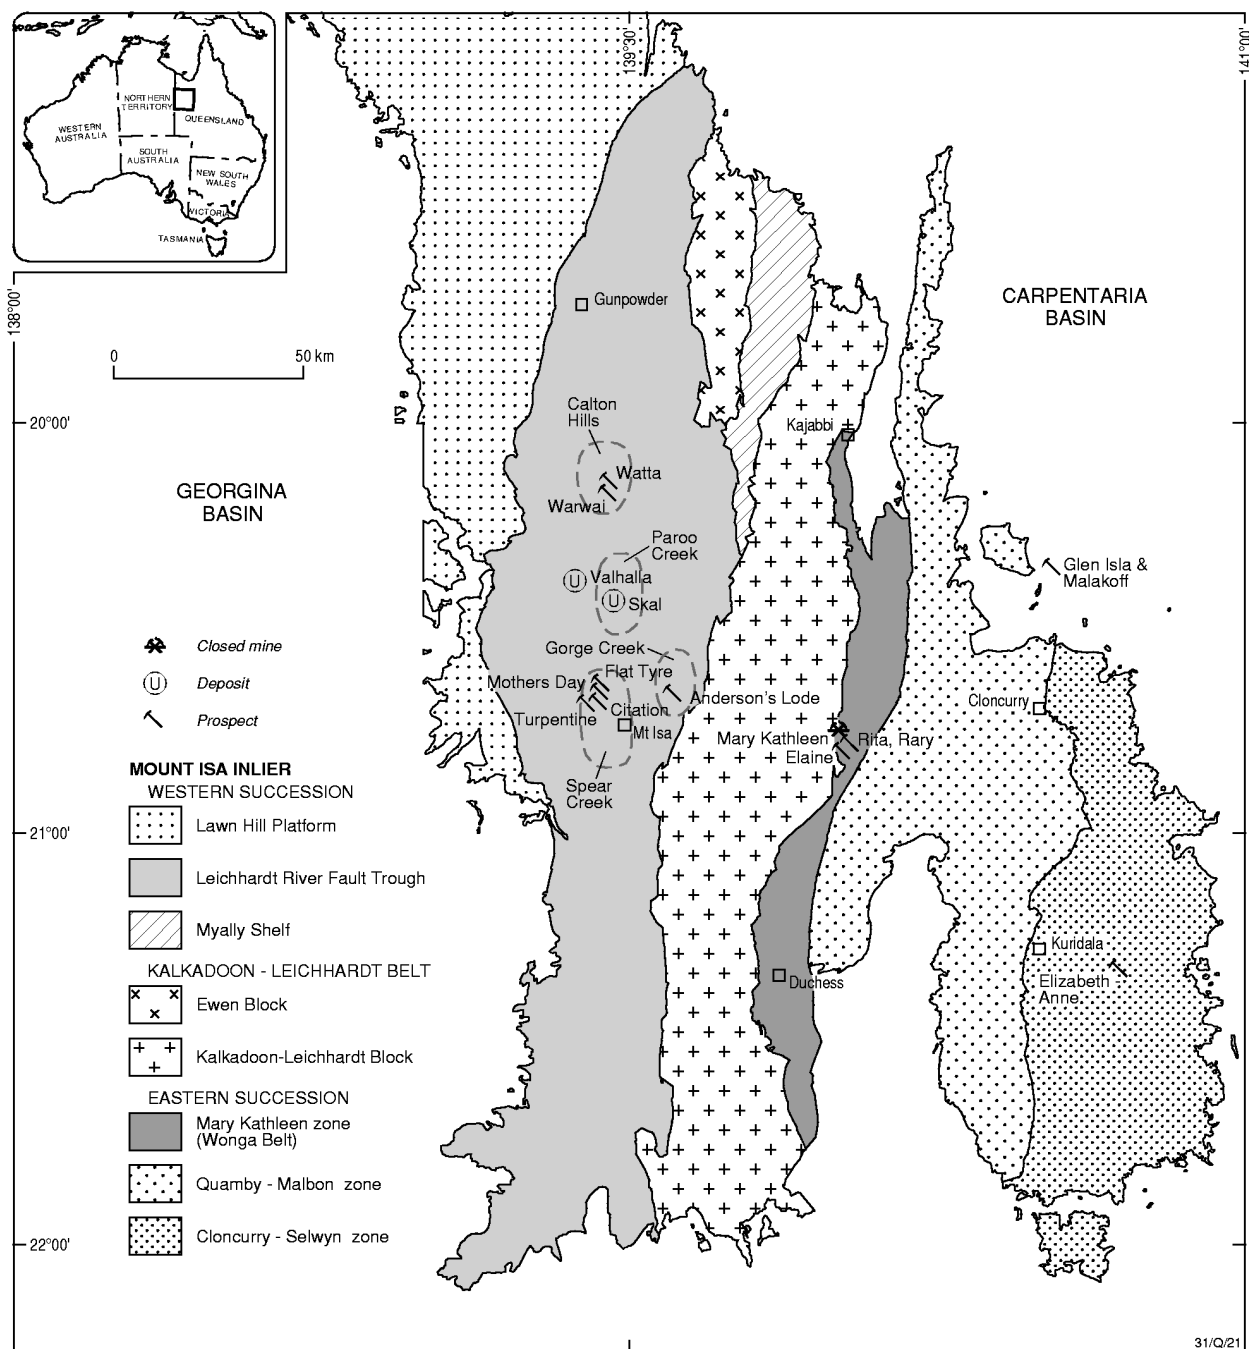 NORTHERN
TERRITORY
QUEENSLAND
WESTERN
AUSTRALIA
SOUTH
AUSTRALIA
NEW SOUTH
WALES
VICTORIA
TASMANIA
139°30'
141°00'
138°00'
CARPENTARIA
BASIN
Gunpowder
0 50 km
20°00'
Calton
Hills
Kajabbi
Watta
Warwai
GEORGINA
BASIN
Paroo
Creek
U Valhalla
U Skal
Glen Isla &
Malakoff
Gorge Creek
Flat Tyre
Mothers Day
Anderson's Lode
Citation
Turpentine
Mt Isa
Cloncurry
Mary Kathleen
Rita, Rary
Elaine
Spear
Creek
21°00'
Kuridala
Elizabeth
Anne
Duchess
Closed mine
U Deposit
Prospect
MOUNT ISA INLIER
WESTERN SUCCESSION
Lawn Hill Platform
Leichhardt River Fault Trough
Myally Shelf
KALKADOON - LEICHHARDT BELT
Ewen Block
Kalkadoon-Leichhardt Block
EASTERN SUCCESSION
Mary Kathleen zone
(Wonga Belt)
Quamby - Malbon zone
Cloncurry - Selwyn zone
22°00'
31/Q/21